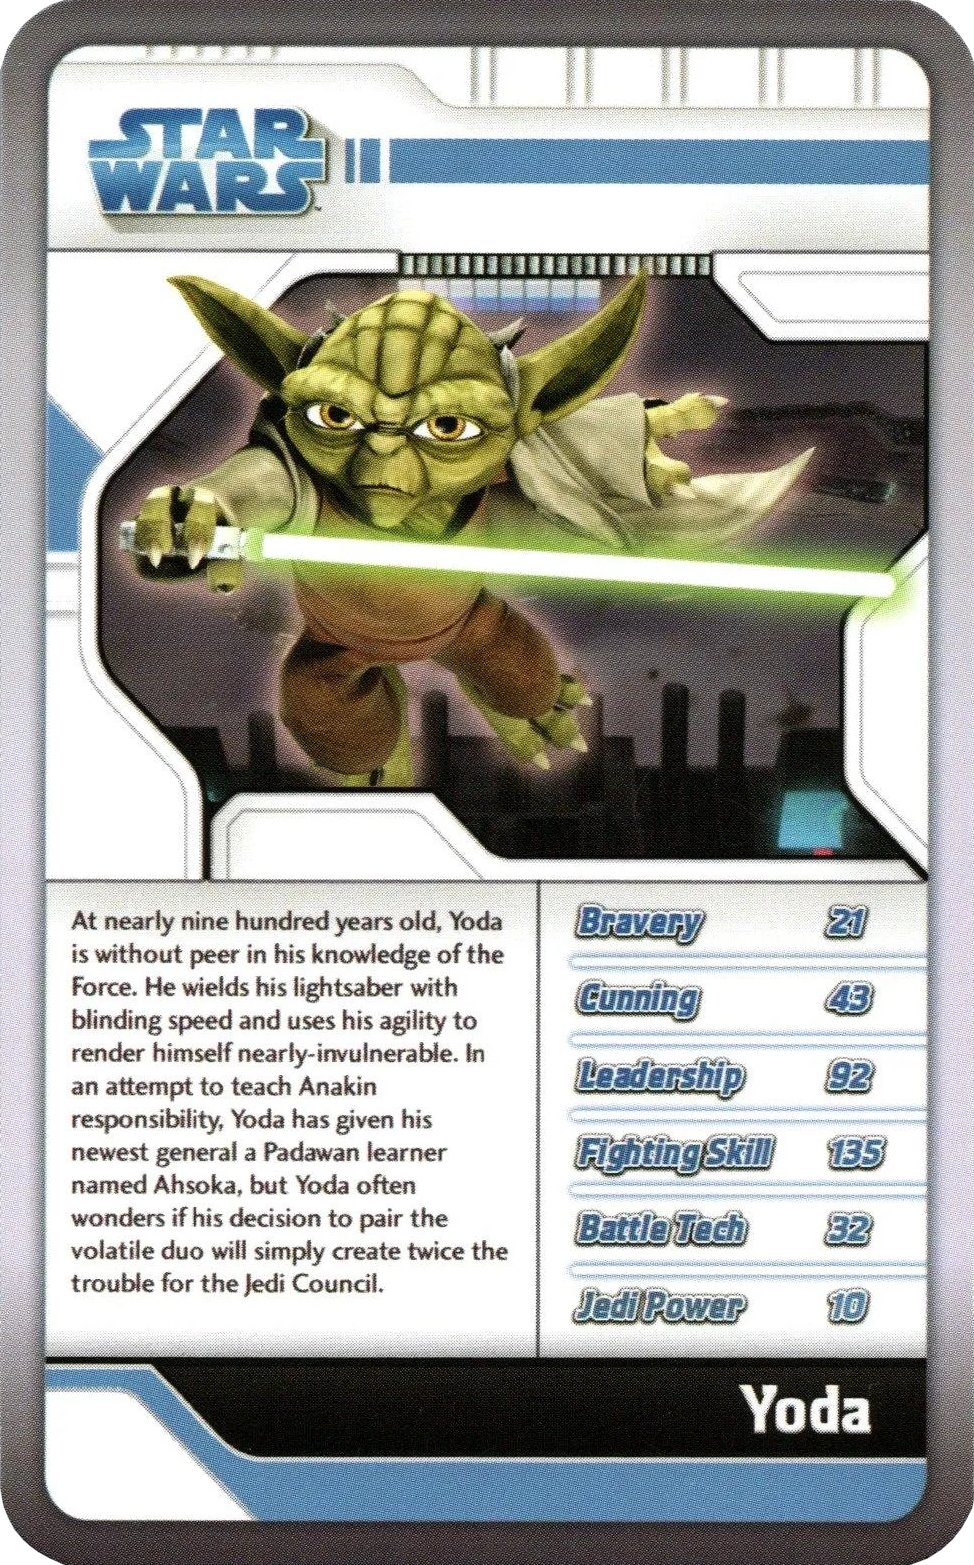 STAR
WARS™
At nearly nine hundred years old, Yoda
is without peer in his knowledge of the
Force. He wields his lightsaber with
blinding speed and uses his agility to
render himself nearly-invulnerable. In
an attempt to teach Anakin
responsibility, Yoda has given his
newest general a Padawan learner
named Ahsoka, but Yoda often
wonders if his decision to pair the
volatile duo will simply create twice the
trouble for the Jedi Council.
Bravery 21
Cunning 43
Leadership 92
Fighting Skill 135
Battle Tech 32
Jedi Power 10
Yoda